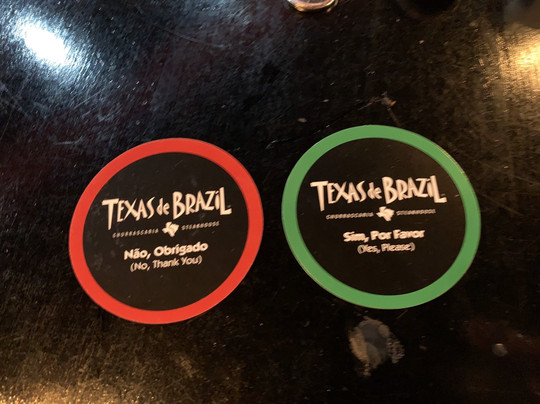 TEXAS de BRAZIL
CHURRASCARIA STEAKHOUSE
Não, Obrigado
(No, Thank You)
TEXAS de BRAZIL
CHURRASCARIA STEAKHOUSE
Sim, Por Favor
(Yes, Please)